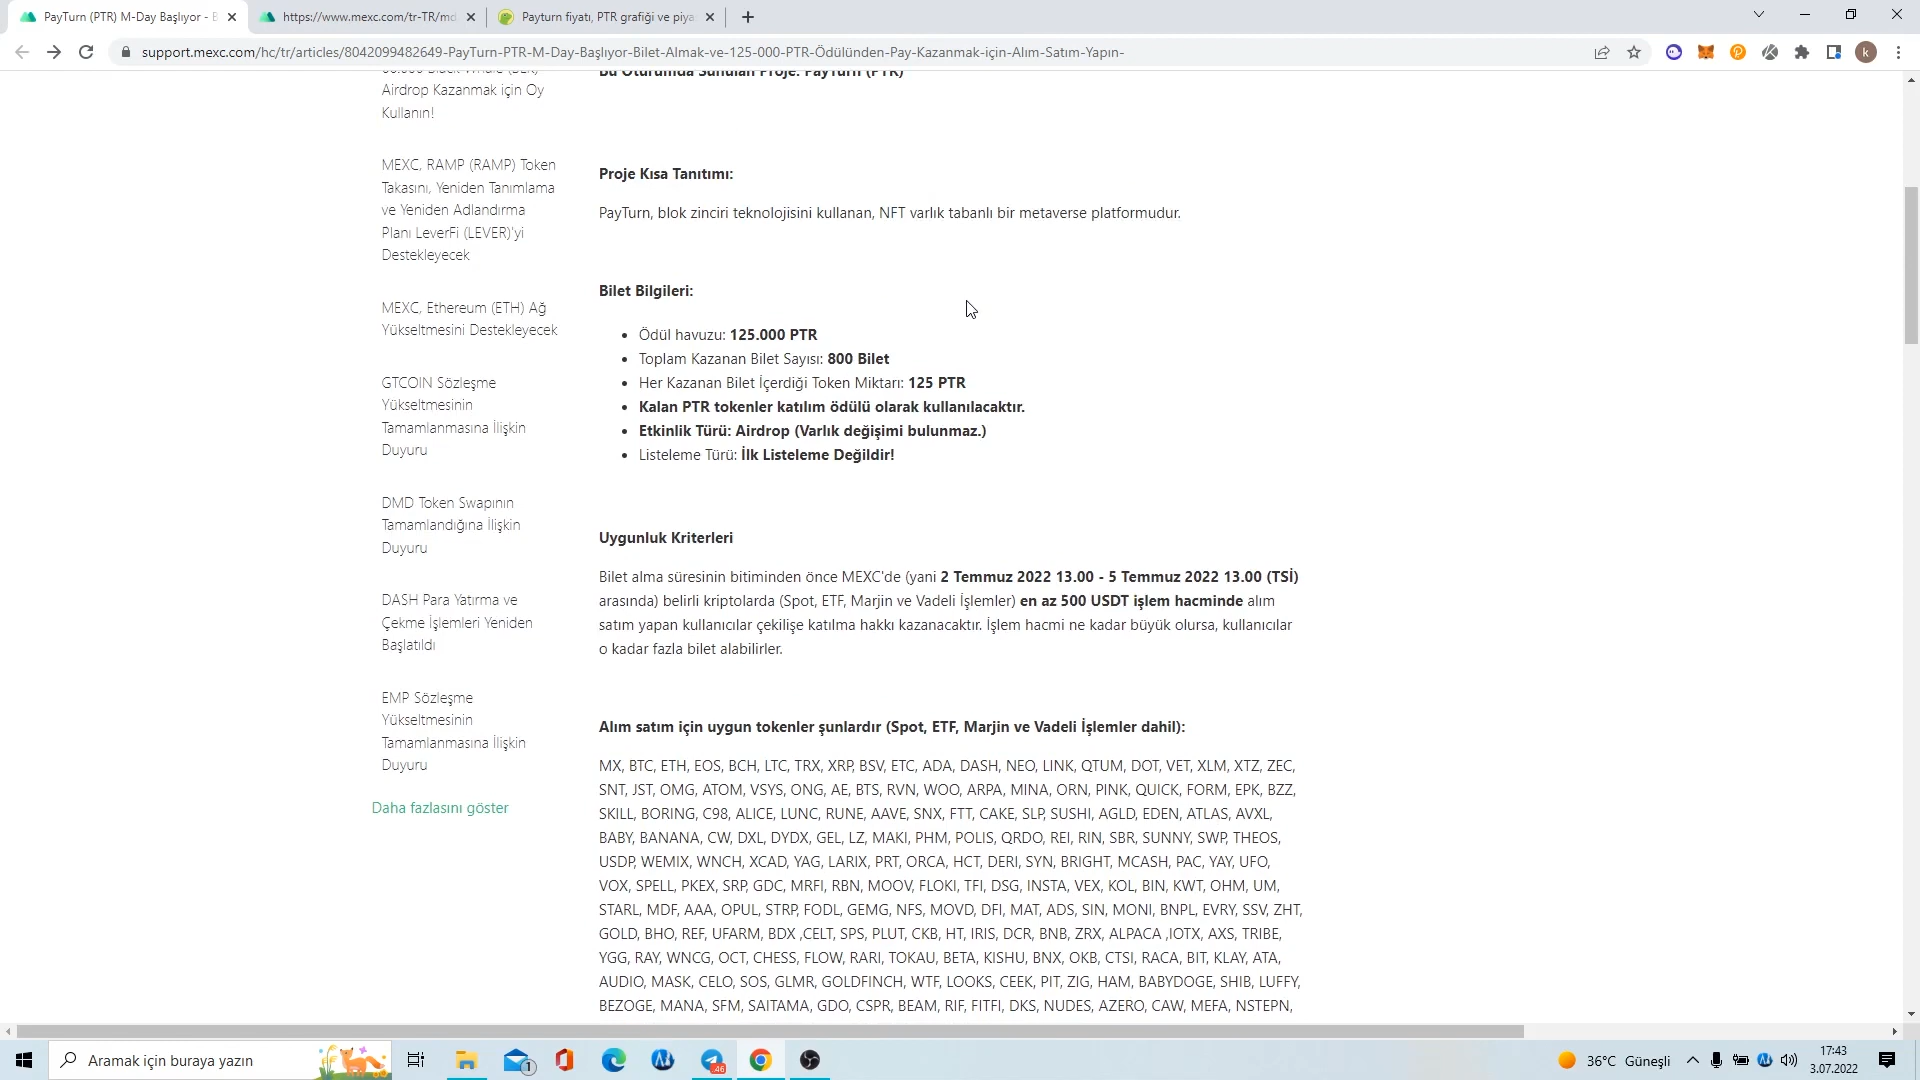 PayTurn (PTR) M-Day Başlıyor - B
https://www.mexc.com/tr-TR/md
Payturn fiyatı, PTR grafiği ve piya
support.mexc.com/hc/tr/articles/8042099482649-PayTurn-PTR-M-Day-Başlıyor-Bilet-Almak-ve-125-000-PTR-Ödülünden-Pay-Kazanmak-için-Alım-Satım-Yapın-
k
Airdrop Kazanmak için Oy
Kullanın!
MEXC, RAMP (RAMP) Token
Takasını, Yeniden Tanımlama
ve Yeniden Adlandırma
Planı LeverFi (LEVER)'yi
Destekleyecek
MEXC, Ethereum (ETH) Ağ
Yükseltmesini Destekleyecek
GTCOIN Sözleşme
Yükseltmesinin
Tamamlanmasına İlişkin
Duyuru
DMD Token Swapının
Tamamlandığına İlişkin
Duyuru
DASH Para Yatırma ve
Çekme İşlemleri Yeniden
Başlatıldı
EMP Sözleşme
Yükseltmesinin
Tamamlanmasına İlişkin
Duyuru
Daha fazlasını göster
Bu Oturumda Sunulan Proje: PayTurn (PTR)
Proje Kısa Tanıtımı:
PayTurn, blok zinciri teknolojisini kullanan, NFT varlık tabanlı bir metaverse platformudur.
Bilet Bilgileri:
• Ödül havuzu: 125.000 PTR
• Toplam Kazanan Bilet Sayısı: 800 Bilet
• Her Kazanan Bilet İçerdiği Token Miktarı: 125 PTR
• Kalan PTR tokenler katılım ödülü olarak kullanılacaktır.
• Etkinlik Türü: Airdrop (Varlık değişimi bulunmaz.)
• Listeleme Türü: İlk Listeleme Değildir!
Uygunluk Kriterleri
Bilet alma süresinin bitiminden önce MEXC'de (yani 2 Temmuz 2022 13.00 - 5 Temmuz 2022 13.00 (TSİ)
arasında) belirli kriptolarda (Spot, ETF, Marjin ve Vadeli İşlemler) en az 500 USDT işlem hacminde alım
satım yapan kullanıcılar çekilişe katılma hakkı kazanacaktır. İşlem hacmi ne kadar büyük olursa, kullanıcılar
o kadar fazla bilet alabilirler.
Alım satım için uygun tokenler şunlardır (Spot, ETF, Marjin ve Vadeli İşlemler dahil):
MX, BTC, ETH, EOS, BCH, LTC, TRX, XRP, BSV, ETC, ADA, DASH, NEO, LINK, QTUM, DOT, VET, XLM, XTZ, ZEC,
SNT, JST, OMG, ATOM, VSYS, ONG, AE, BTS, RVN, WOO, ARPA, MINA, ORN, PINK, QUICK, FORM, EPK, BZZ,
SKILL, BORING, C98, ALICE, LUNC, RUNE, AAVE, SNX, FTT, CAKE, SLP, SUSHI, AGLD, EDEN, ATLAS, AVXL,
BABY, BANANA, CW, DXL, DYDX, GEL, LZ, MAKI, PHM, POLIS, QRDO, REI, RIN, SBR, SUNNY, SWP, THEOS,
USDP, WEMIX, WNCH, XCAD, YAG, LARIX, PRT, ORCA, HCT, DERI, SYN, BRIGHT, MCASH, PAC, YAY, UFO,
VOX, SPELL, PKEX, SRP, GDC, MRFI, RBN, MOOV, FLOKI, TFI, DSG, INSTA, VEX, KOL, BIN, KWT, OHM, UM,
STARL, MDF, AAA, OPUL, STRP, FODL, GEMG, NFS, MOVD, DFI, MAT, ADS, SIN, MONI, BNPL, EVRY, SSV, ZHT,
GOLD, BHO, REF, UFARM, BDX ,CELT, SPS, PLUT, CKB, HT, IRIS, DCR, BNB, ZRX, ALPACA ,IOTX, AXS, TRIBE,
YGG, RAY, WNCG, OCT, CHESS, FLOW, RARI, TOKAU, BETA, KISHU, BNX, OKB, CTSI, RACA, BIT, KLAY, ATA,
AUDIO, MASK, CELO, SOS, GLMR, GOLDFINCH, WTF, LOOKS, CEEK, PIT, ZIG, HAM, BABYDOGE, SHIB, LUFFY,
BEZOGE, MANA, SFM, SAITAMA, GDO, CSPR, BEAM, RIF, FITFI, DKS, NUDES, AZERO, CAW, MEFA, NSTEPN,
Aramak için buraya yazın
1
46
36°C Güneşli
17:43
3.07.2022